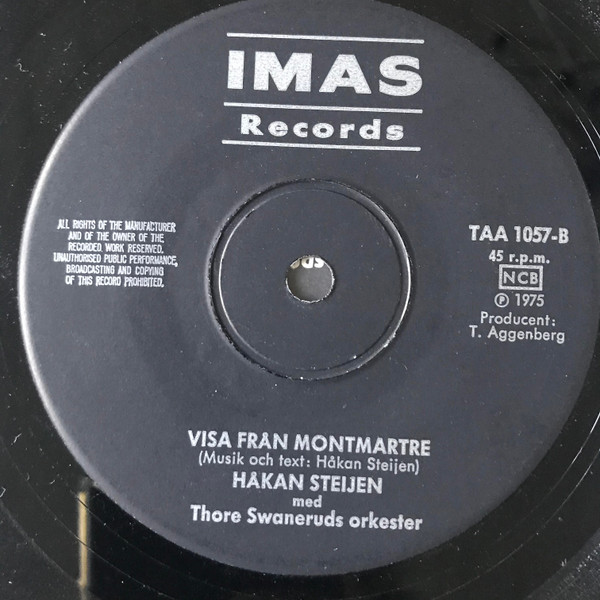 IMAS
Records
ALL RIGHTS OF THE MANUFACTURER
AND OF THE OWNER OF THE
RECORDED WORK RESERVED.
UNAUTHORISED PUBLIC PERFORMANCE,
BROADCASTING AND COPYING
OF THIS RECORD PROHIBITED.
TAA 1057-B
45 r.p.m.
NCB
Ⓟ 1975
Producent:
T. Aggenberg
VISA FRÅN MONTMARTRE
(Musik och text: Håkan Steijen)
HÅKAN STEIJEN
med
Thore Swaneruds orkester